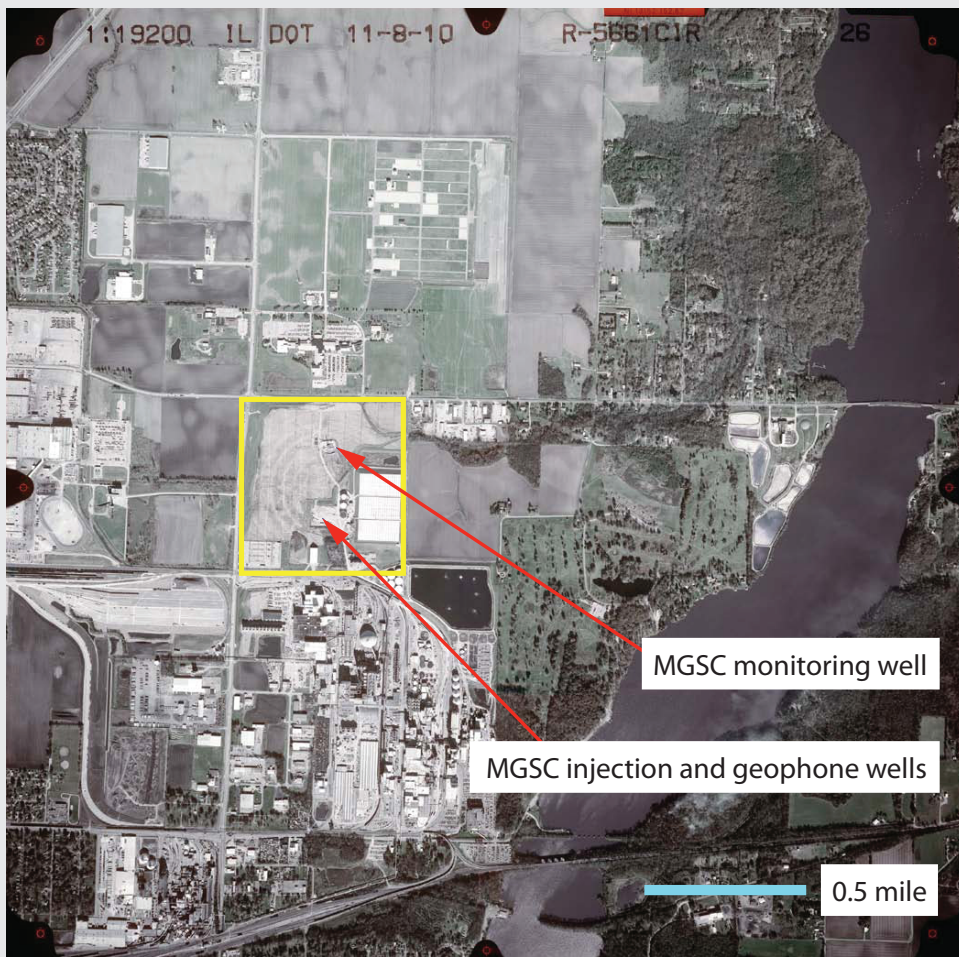 1:19200 IL DOT 11-8-10 R-5661CIR 26
MGSC monitoring well
MGSC injection and geophone wells
0.5 mile